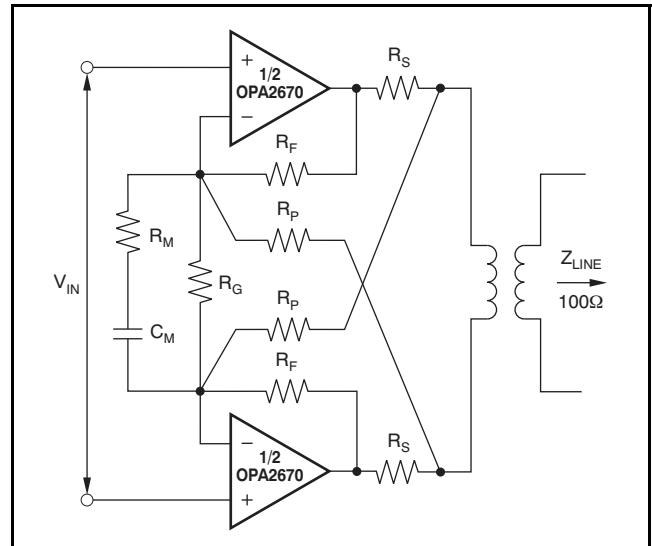 +
1/2
OPA2670
−
R_S
R_F
R_P
R_M
R_G
V_IN
C_M
R_P
R_F
Z_LINE
100Ω
−
1/2
OPA2670
+
R_S